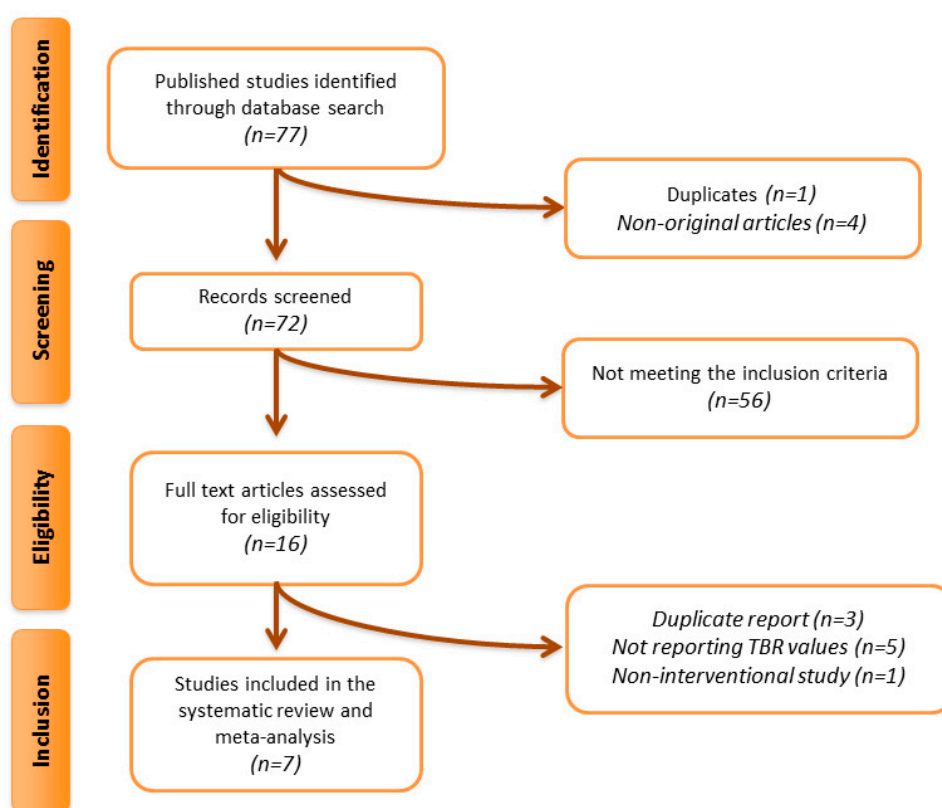 Identification
Published studies identified
through database search
(n=77)
Duplicates (n=1)
Non-original articles (n=4)
Screening
Records screened
(n=72)
Not meeting the inclusion criteria
(n=56)
Eligibility
Full text articles assessed
for eligibility
(n=16)
Duplicate report (n=3)
Not reporting TBR values (n=5)
Non-interventional study (n=1)
Inclusion
Studies included in the
systematic review and
meta-analysis
(n=7)